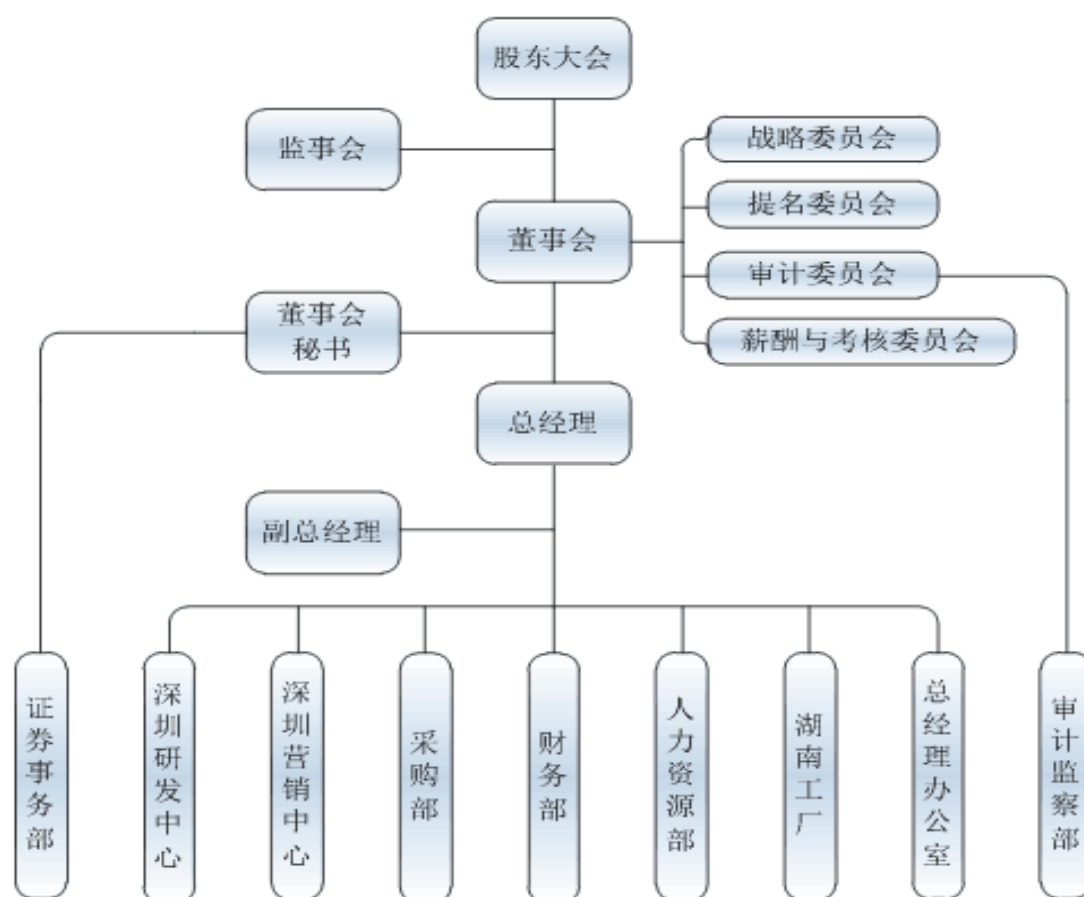 股东大会
监事会
战略委员会
提名委员会
董事会
审计委员会
董事会
秘书
薪酬与考核委员会
总经理
副总经理
证券事务部
深圳研发中心
深圳营销中心
采购部
财务部
人力资源部
湖南工厂
总经理办公室
审计监察部